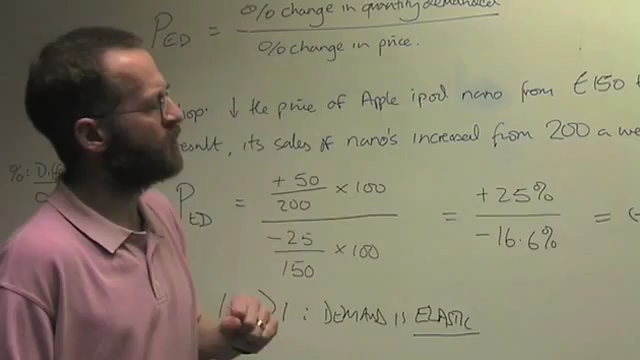 % change in quantity demanded
PED =
% change in price.
↓ the price of Apple ipod nano from £150
result, its sales of nano's increased from 200 a we
%: Diff
PED = +50/200 × 100 / -25/150 × 100 = +25% / -16.6% = (-
> 1 : DEMAND IS ELASTIC